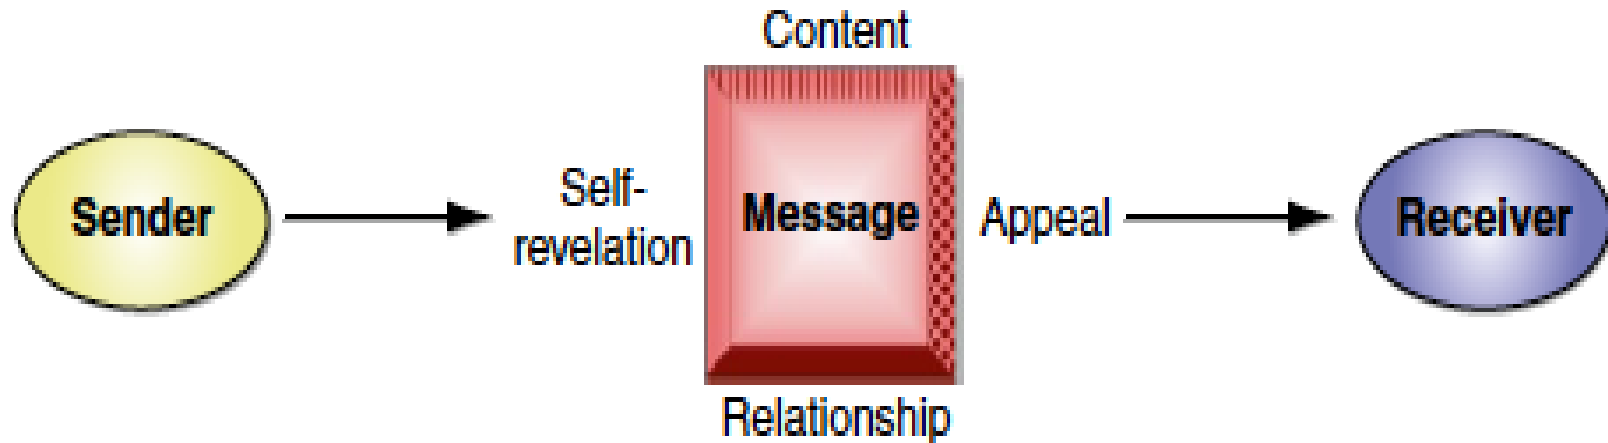 Content
Sender
Self-
revelation
Message
Appeal
Receiver
Relationship